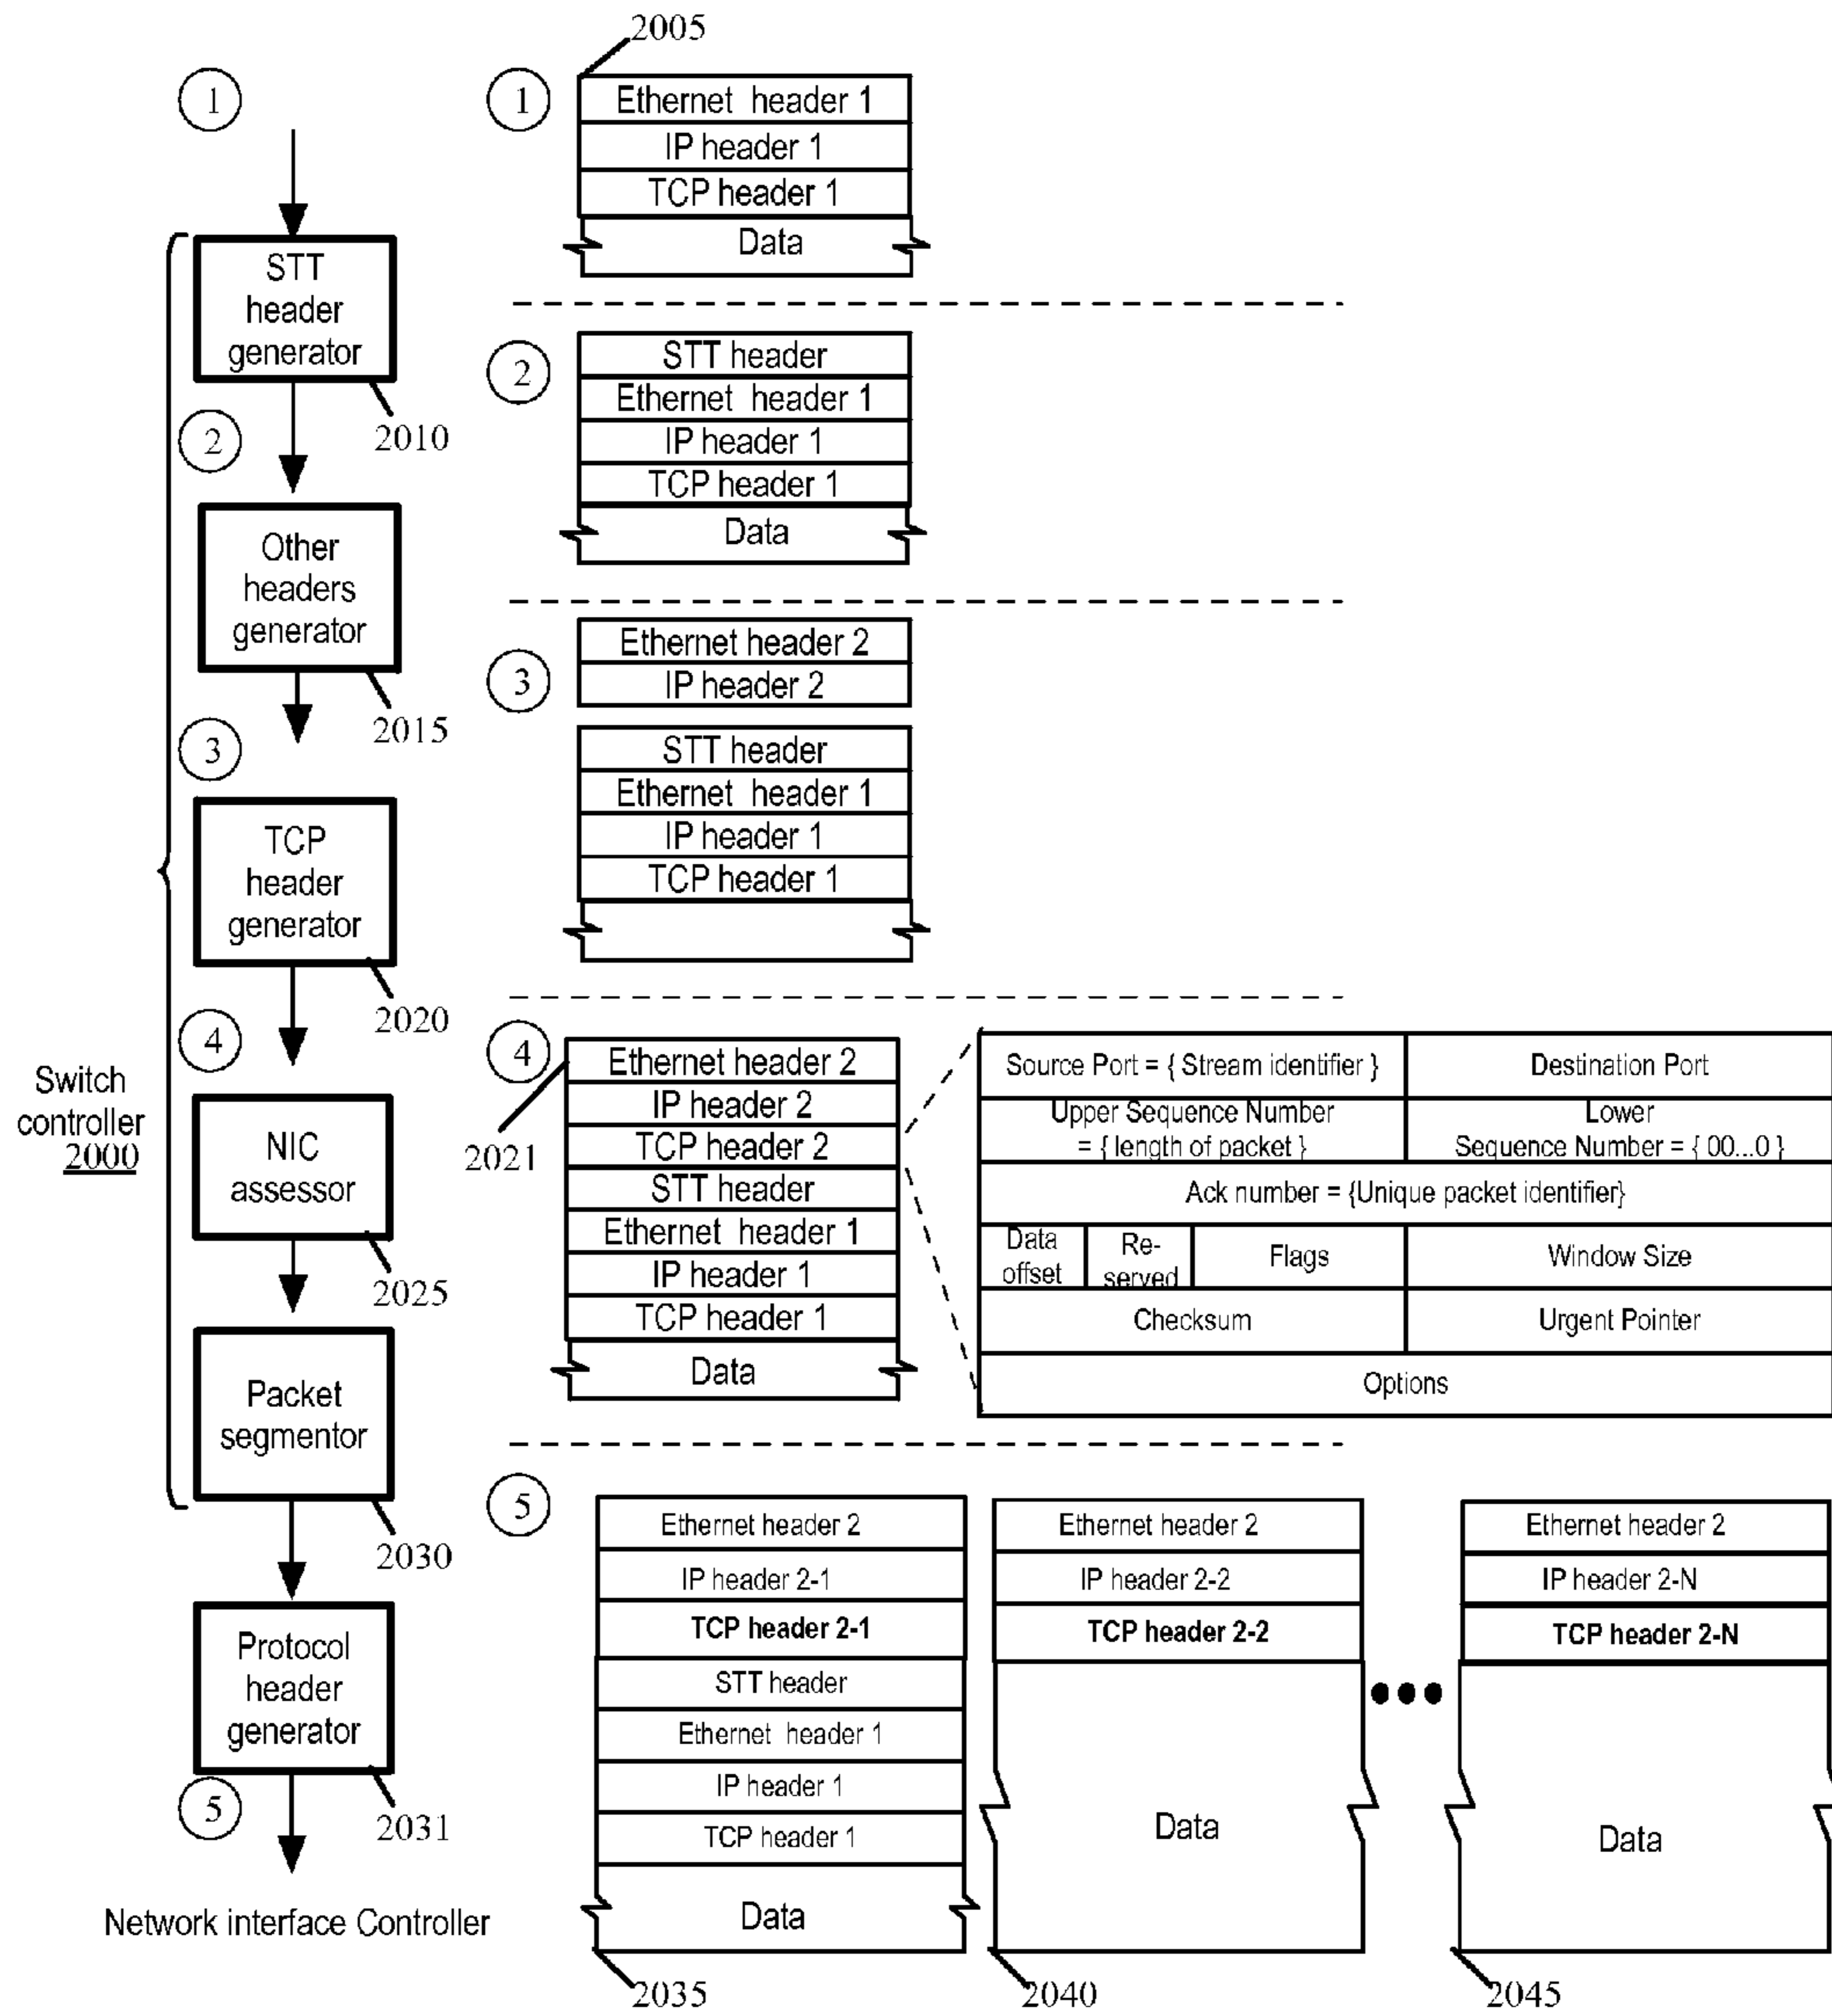 2005
1
1
Ethernet header 1
IP header 1
TCP header 1
Data
STT
header
generator
2010
2
2
STT header
Ethernet header 1
IP header 1
TCP header 1
Data
Other
headers
generator
2015
3
3
Ethernet header 2
IP header 2
STT header
Ethernet header 1
IP header 1
TCP header 1
TCP
header
generator
2020
4
4
Ethernet header 2
IP header 2
TCP header 2
STT header
Ethernet header 1
IP header 1
TCP header 1
Data
2021
Source Port = { Stream identifier }
Destination Port
Upper Sequence Number
= { length of packet }
Lower
Sequence Number = { 00...0 }
Ack number = {Unique packet identifier}
Data
offset
Re-
served
Flags
Window Size
Checksum
Urgent Pointer
Options
Switch
controller
2000
NIC
assessor
2025
Packet
segmentor
2030
Protocol
header
generator
2031
5
Network interface Controller
5
Ethernet header 2
IP header 2-1
TCP header 2-1
STT header
Ethernet header 1
IP header 1
TCP header 1
Data
2035
Ethernet header 2
IP header 2-2
TCP header 2-2
Data
2040
Ethernet header 2
IP header 2-N
TCP header 2-N
Data
2045